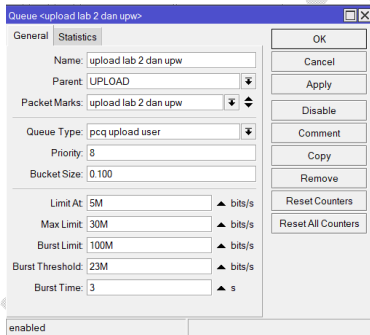 Queue <upload lab 2 dan upw>
General Statistics
OK
Name: upload lab 2 dan upw
Cancel
Parent: UPLOAD
Apply
Packet Marks: upload lab 2 dan upw
Disable
Queue Type: pcq upload user
Comment
Priority: 8
Copy
Bucket Size: 0.100
Remove
Limit At: 5M bits/s
Reset Counters
Max Limit: 30M bits/s
Reset All Counters
Burst Limit: 100M bits/s
Burst Threshold: 23M bits/s
Burst Time: 3 s
enabled